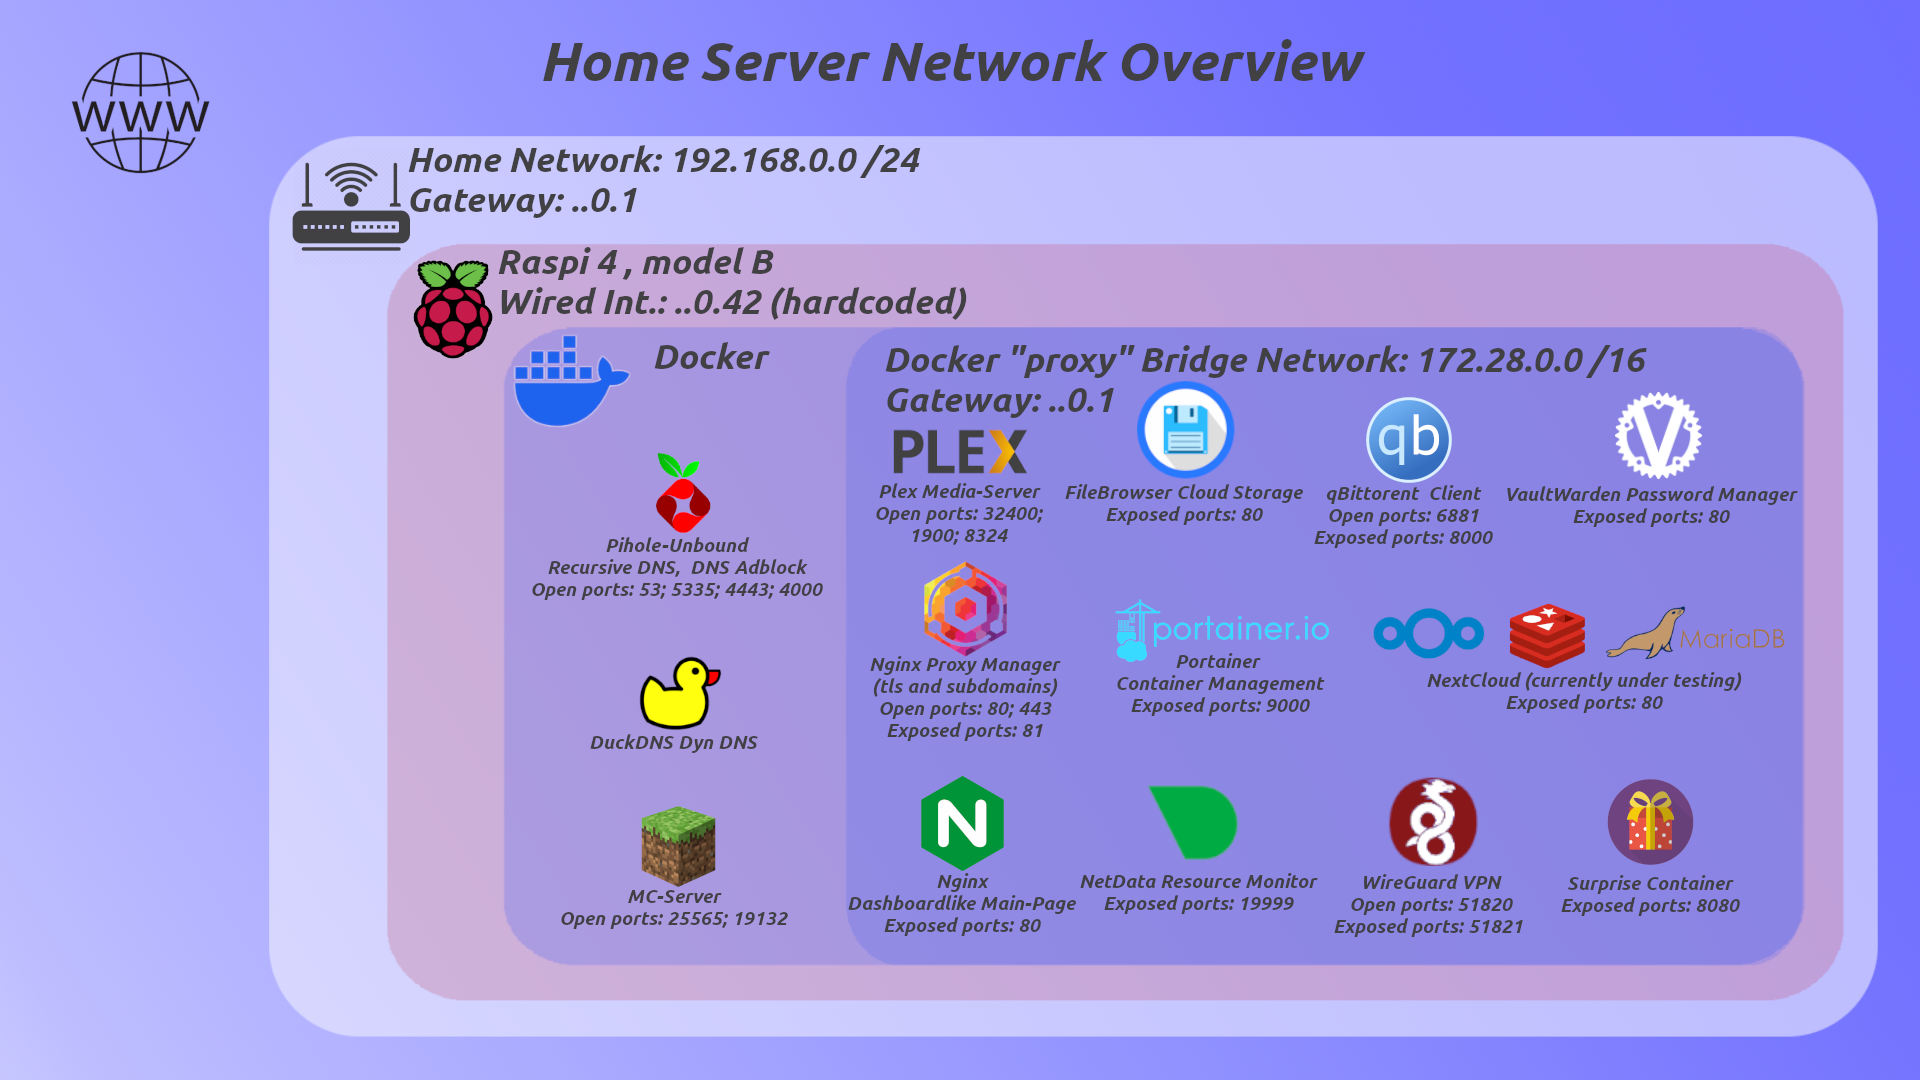 Home Server Network Overview
WWW
Home Network: 192.168.0.0 /24
Gateway: ..0.1
Raspi 4 , model B
Wired Int.: ..0.42 (hardcoded)
Docker
Pihole-Unbound
Recursive DNS,  DNS Adblock
Open ports: 53; 5335; 4443; 4000
DuckDNS Dyn DNS
MC-Server
Open ports: 25565; 19132
Docker "proxy" Bridge Network: 172.28.0.0 /16
Gateway: ..0.1
PLEX
Plex Media-Server
Open ports: 32400;
1900; 8324
FileBrowser Cloud Storage
Exposed ports: 80
qb
qBittorent  Client
Open ports: 6881
Exposed ports: 8000
V
VaultWarden Password Manager
Exposed ports: 80
Nginx Proxy Manager
(tls and subdomains)
Open ports: 80; 443
Exposed ports: 81
portainer.io
Portainer
Container Management
Exposed ports: 9000
MariaDB
NextCloud (currently under testing)
Exposed ports: 80
N
Nginx
Dashboardlike Main-Page
Exposed ports: 80
NetData Resource Monitor
Exposed ports: 19999
WireGuard VPN
Open ports: 51820
Exposed ports: 51821
Surprise Container
Exposed ports: 8080